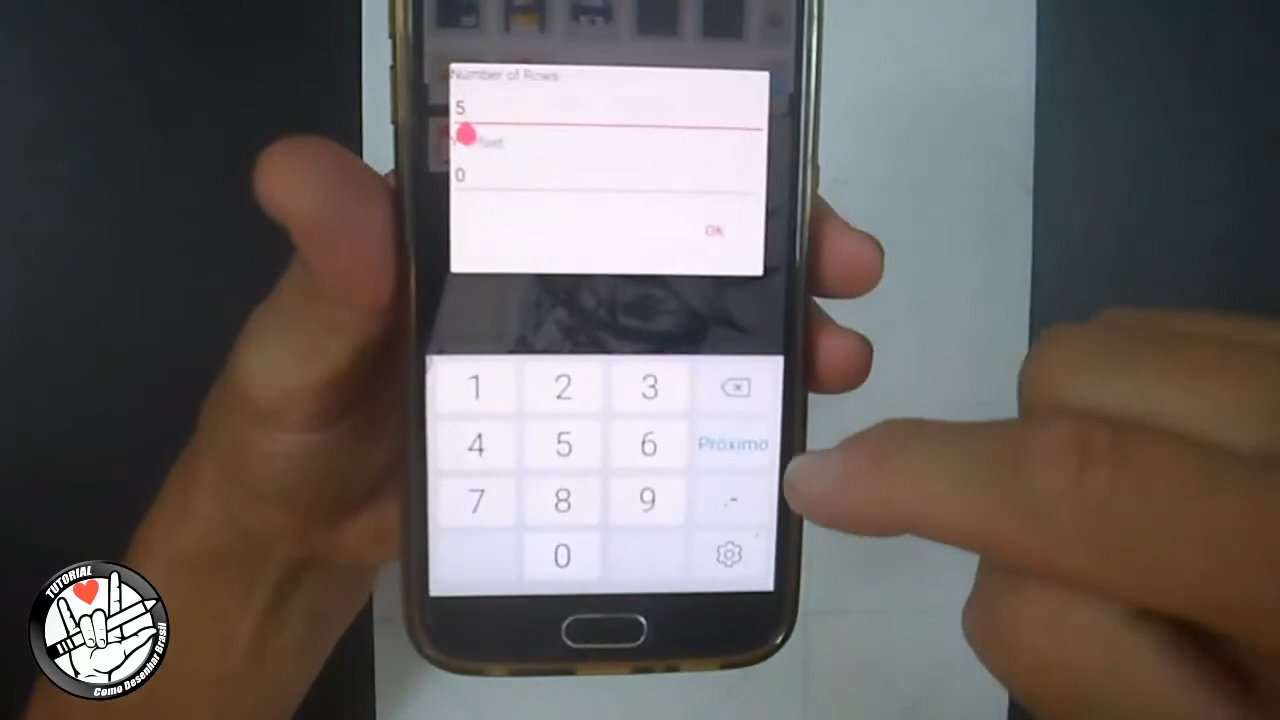 Number of Rows:
5
0
OK
1 2 3
4 5 6 Próximo
7 8 9 .-
0
TUTORIAL
Como Desenhar Brasil